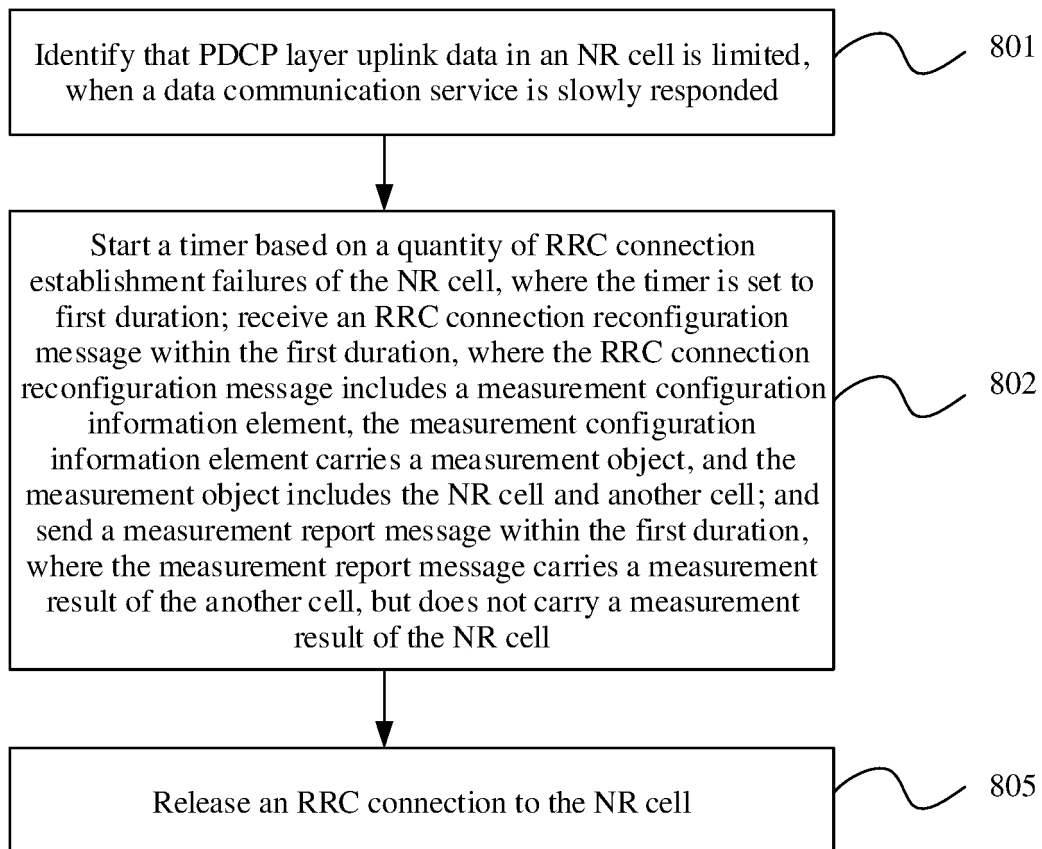 Identify that PDCP layer uplink data in an NR cell is limited,
when a data communication service is slowly responded
801
Start a timer based on a quantity of RRC connection
establishment failures of the NR cell, where the timer is set to
first duration; receive an RRC connection reconfiguration
message within the first duration, where the RRC connection
reconfiguration message includes a measurement configuration
information element, the measurement configuration
information element carries a measurement object, and the
measurement object includes the NR cell and another cell; and
send a measurement report message within the first duration,
where the measurement report message carries a measurement
result of the another cell, but does not carry a measurement
result of the NR cell
802
Release an RRC connection to the NR cell
805